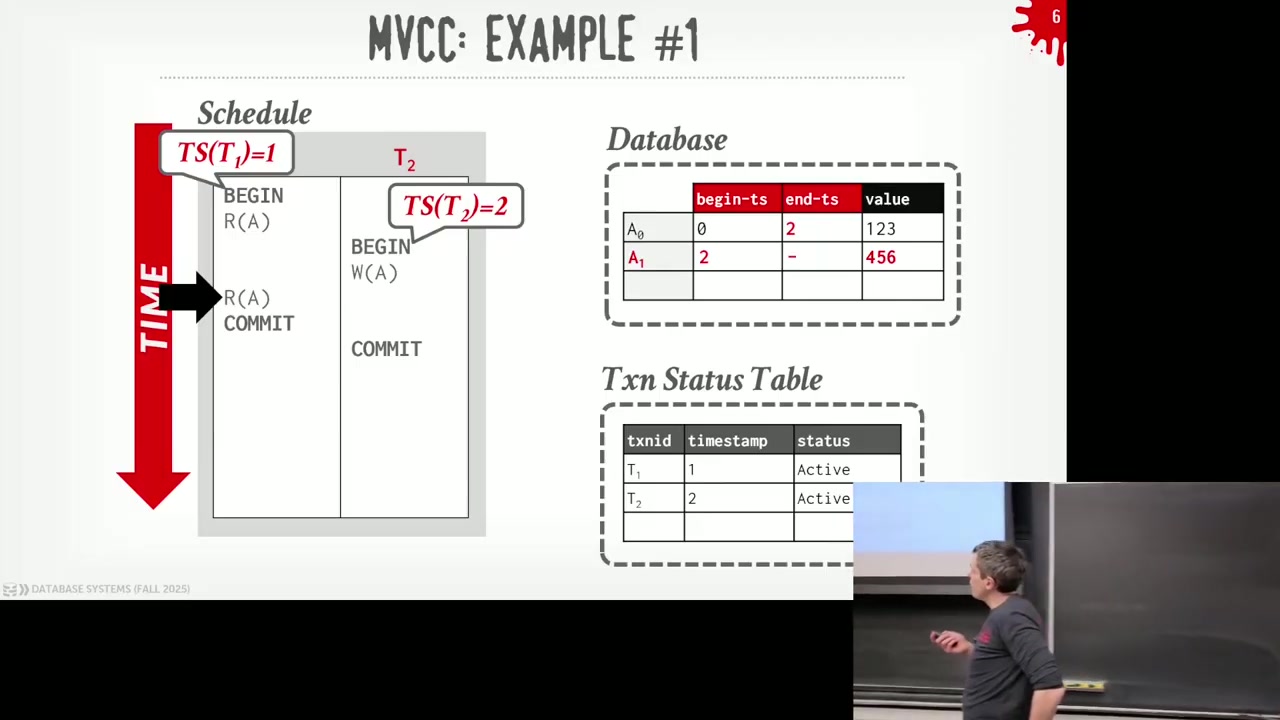 MVCC: EXAMPLE #1
6
Schedule
TS(T1)=1
T2
BEGIN
R(A)
TS(T2)=2
BEGIN
W(A)
R(A)
COMMIT
COMMIT
TIME
Database
begin-ts end-ts value
A0 0 2 123
A1 2 - 456
Txn Status Table
txnid timestamp status
T1 1 Active
T2 2 Active
DATABASE SYSTEMS (FALL 2025)